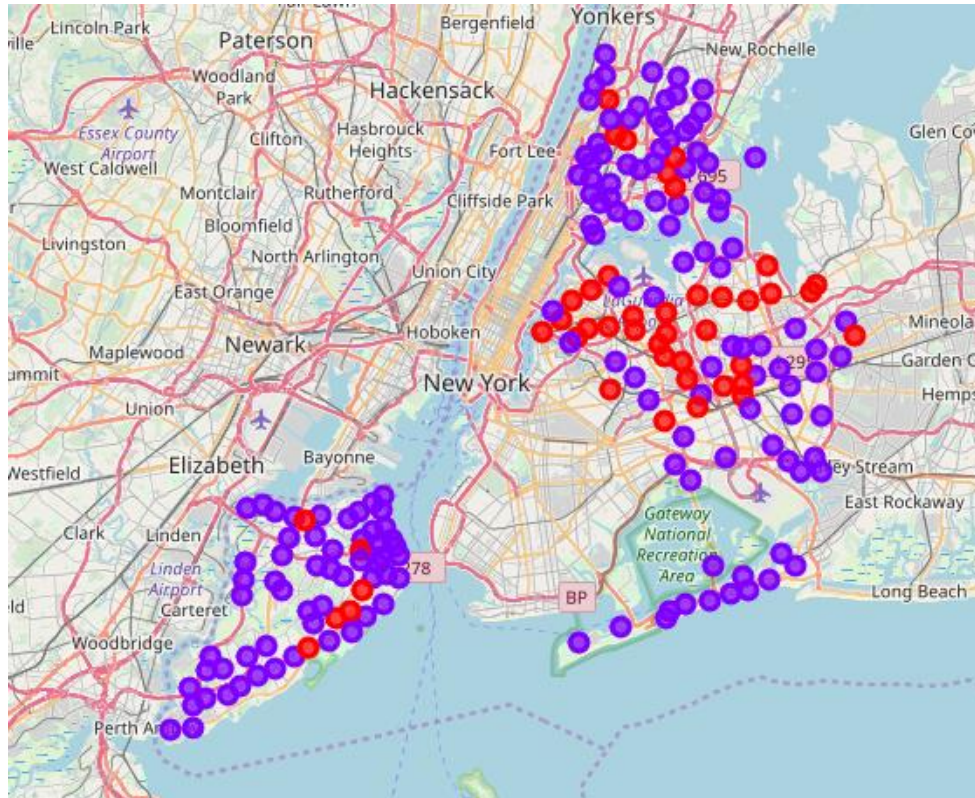 Lincoln Park
Bergenfield
Yonkers
Paterson
New Rochelle
Woodland
Park
Hackensack
Essex County
Airport
Clifton
Hasbrouck
Heights
Fort Lee
Glen Co
West Caldwell
695
Montclair
Rutherford
Cliffside Park
Bloomfield
Livingston
North Arlington
Union City
East Orange
Mineola
Hoboken
Maplewood
Newark
Garden C
ummit
New York
Union
Hemps
Elizabeth
Bayonne
Westfield
ey Stream
East Rockaway
Clark
Linden
Gateway
National
Recreation
Area
Linden
Airport
278
Carteret
BP
Long Beach
Woodbridge
Perth Am